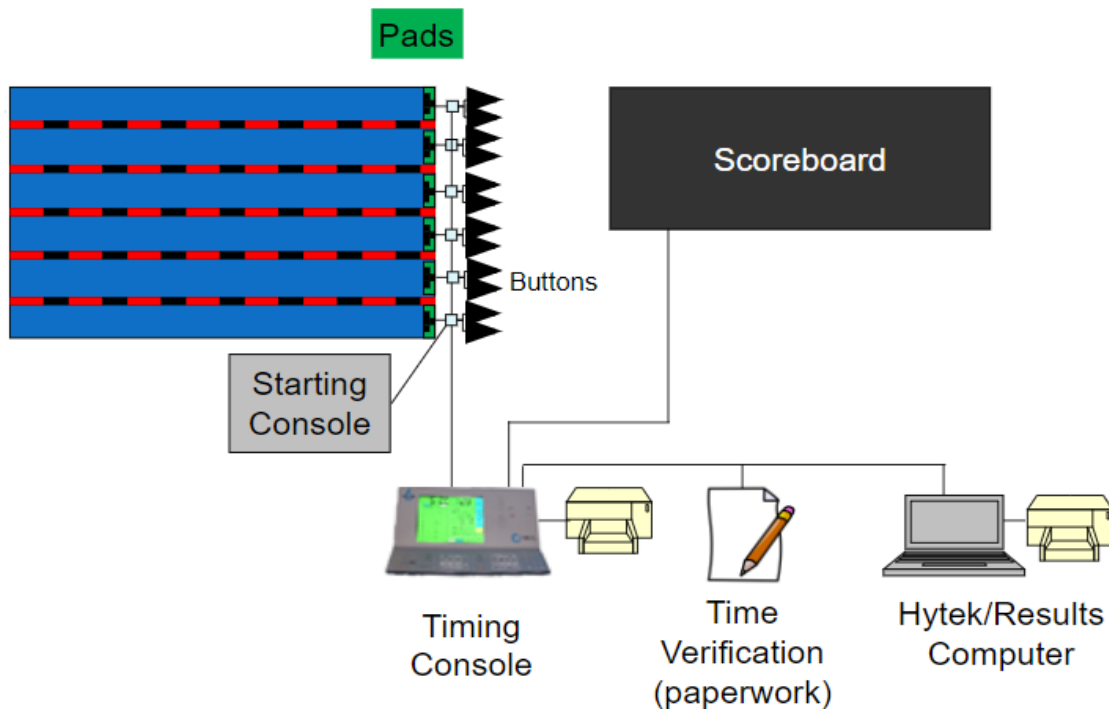 Pads
Scoreboard
Buttons
Starting
Console
Timing
Console
Time
Verification
(paperwork)
Hytek/Results
Computer